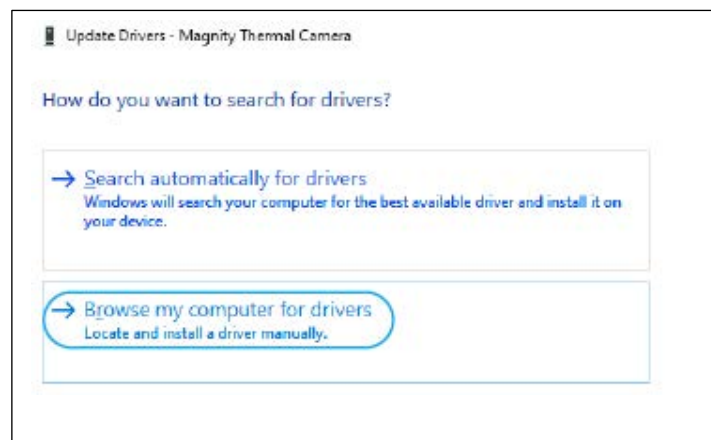 Update Drivers - Magnity Thermal Camera
How do you want to search for drivers?
→ Search automatically for drivers
Windows will search your computer for the best available driver and install it on
your device.
→ Browse my computer for drivers
Locate and install a driver manually.